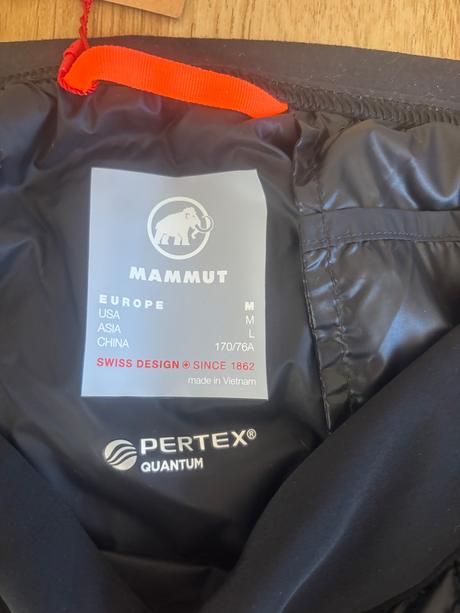 MAMMUT
EUROPE M
USA M
ASIA L
CHINA 170/76A
SWISS DESIGN SINCE 1862
made in Vietnam
PERTEX®
QUANTUM